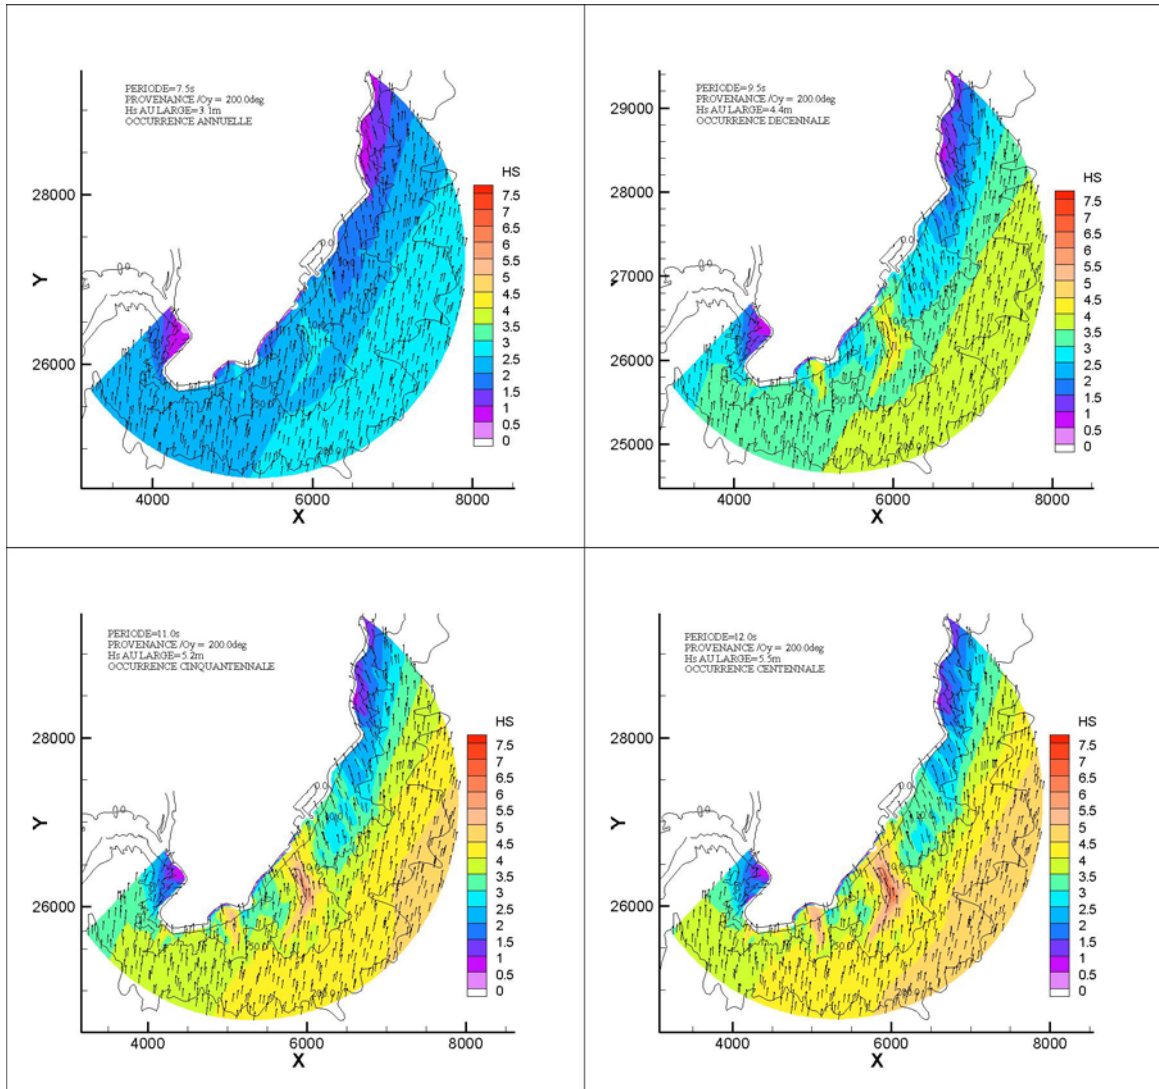 PERIODE=7.5s
PROVENANCE /Oy = 200.0deg
Hs AU LARGE=3.1m
OCCURRENCE ANNUELLE
HS
7.5
7
6.5
6
5.5
5
4.5
4
3.5
3
2.5
2
1.5
1
0.5
0
28000
26000
Y
4000 6000 8000
X
PERIODE=9.5s
PROVENANCE /Oy = 200.0deg
Hs AU LARGE=4.4m
OCCURRENCE DECENNALE
HS
7.5
7
6.5
6
5.5
5
4.5
4
3.5
3
2.5
2
1.5
1
0.5
0
29000
28000
27000
26000
25000
4000 5000 6000 7000 8000
X
PERIODE=11.0s
PROVENANCE /Oy = 200.0deg
Hs AU LARGE=5.2m
OCCURRENCE CINQUANTENNALE
HS
7.5
7
6.5
6
5.5
5
4.5
4
3.5
3
2.5
2
1.5
1
0.5
0
28000
26000
Y
4000 6000 8000
X
PERIODE=12.0s
PROVENANCE /Oy = 200.0deg
Hs AU LARGE=5.5m
OCCURRENCE CENTENNALE
HS
7.5
7
6.5
6
5.5
5
4.5
4
3.5
3
2.5
2
1.5
1
0.5
0
28000
26000
Y
4000 6000 8000
X